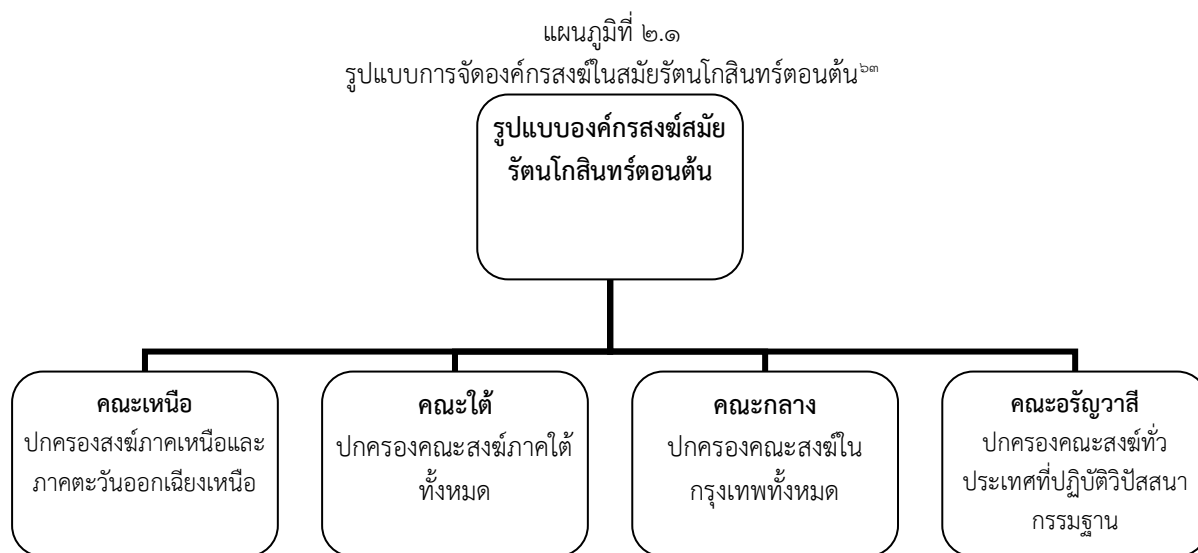 แผนภูมิที่ ๒.๑
รูปแบบการจัดองค์กรสงฆ์ในสมัยรัตนโกสินทร์ตอนต้น๖๓
รูปแบบองค์กรสงฆ์สมัย
รัตนโกสินทร์ตอนต้น
คณะเหนือ
ปกครองสงฆ์ภาคเหนือและ
ภาคตะวันออกเฉียงเหนือ
คณะใต้
ปกครองคณะสงฆ์ภาคใต้
ทั้งหมด
คณะกลาง
ปกครองคณะสงฆ์ใน
กรุงเทพทั้งหมด
คณะอรัญวาสี
ปกครองคณะสงฆ์ทั่ว
ประเทศที่ปฏิบัติวิปัสสนา
กรรมฐาน